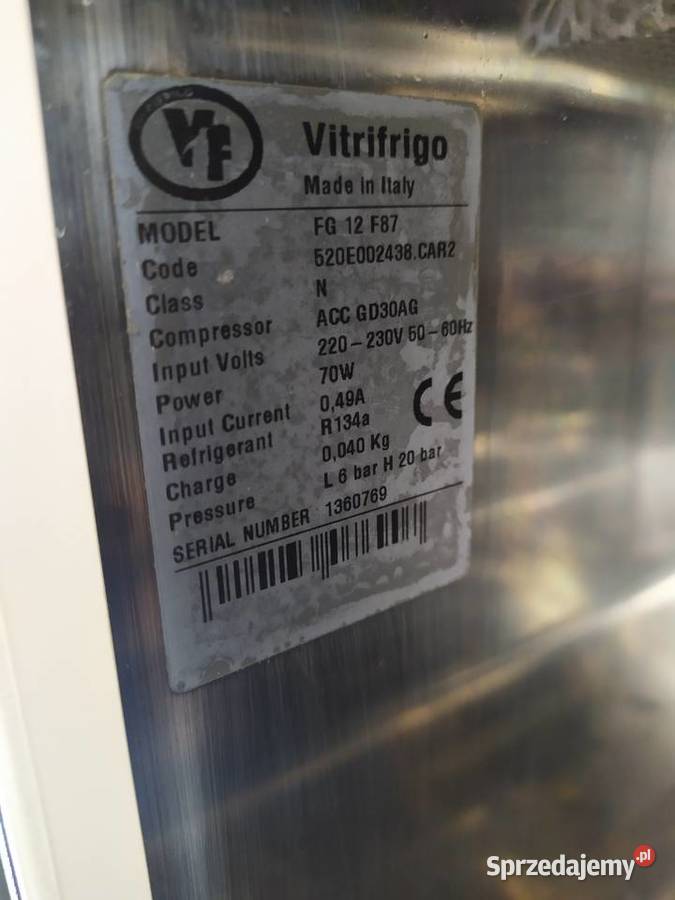 VF
Vitrifrigo
Made in Italy
MODEL FG 12 F87
Code 520E002438.CAR2
Class N
Compressor ACC GD30AG
Input Volts 220-230V 50-60Hz
Power 70W
Input Current 0,49A
Refrigerant R134a
Charge 0,040 Kg
Pressure L 6 bar H 20 bar
SERIAL NUMBER 1360769
CE
Sprzedajemy.pl